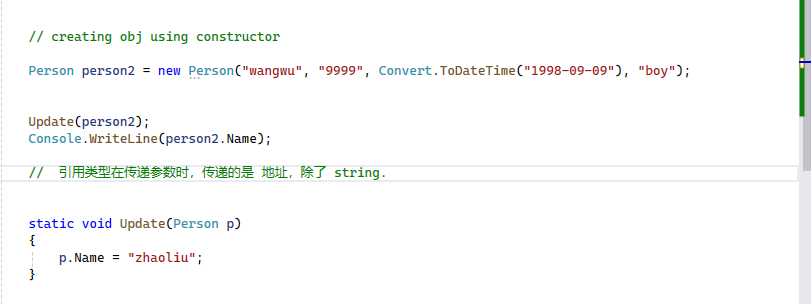 // creating obj using constructor
Person person2 = new Person("wangwu", "9999", Convert.ToDateTime("1998-09-09"), "boy");
Update(person2);
Console.WriteLine(person2.Name);
//  引用类型在传递参数时，传递的是 地址，除了 string.
static void Update(Person p)
{
    p.Name = "zhaoliu";
}